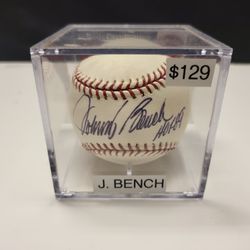 $129
Johnny Bench
HOF 89
J. BENCH